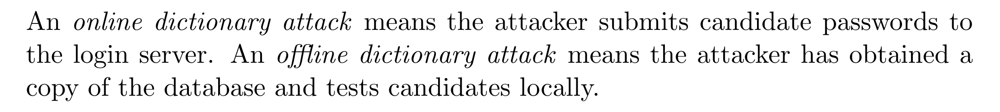 An online dictionary attack means the attacker submits candidate passwords to
the login server. An offline dictionary attack means the attacker has obtained a
copy of the database and tests candidates locally.